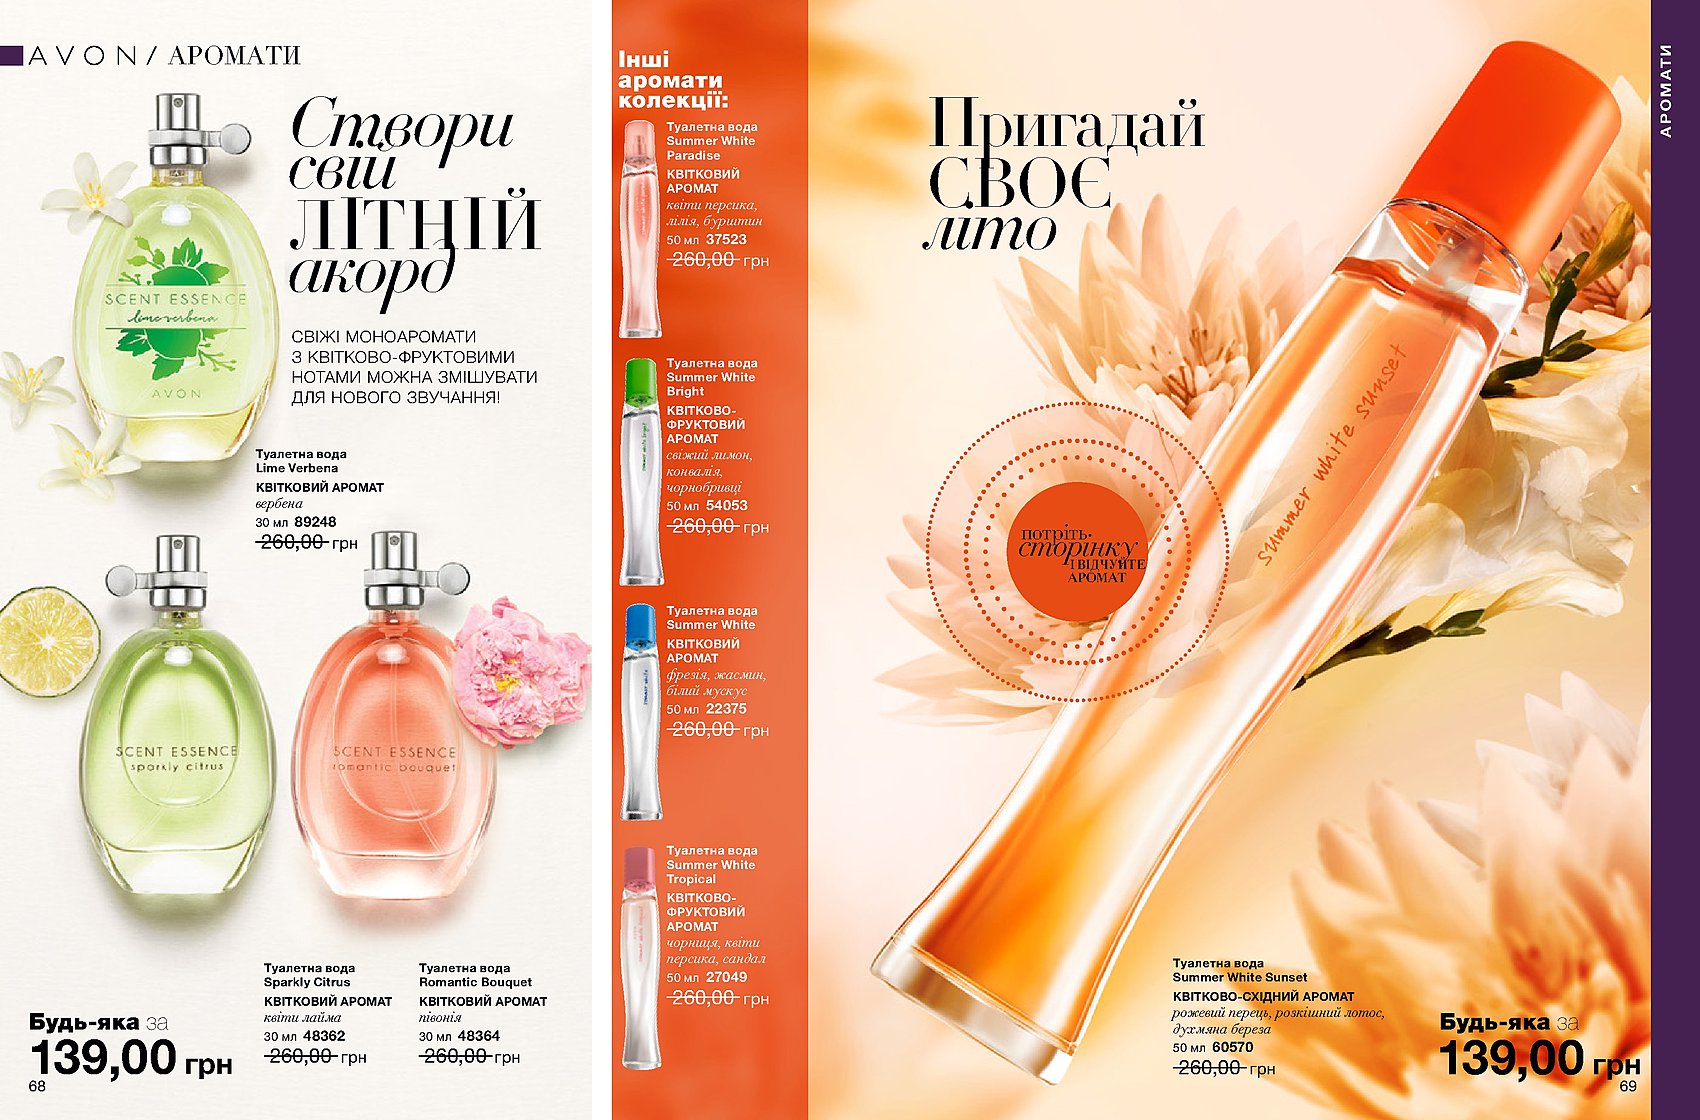 AVON / АРОМАТИ
Створи
свій
ЛІТНІЙ
акорд
СВІЖІ МОНОАРОМАТИ
З КВІТКОВО-ФРУКТОВИМИ
НОТАМИ МОЖНА ЗМІШУВАТИ
ДЛЯ НОВОГО ЗВУЧАННЯ!
SCENT ESSENCE
lime verbena
AVON
Туалетна вода
Lime Verbena
КВІТКОВИЙ АРОМАТ
вербена
30 мл 89248
260,00 грн
SCENT ESSENCE
sparkly citrus
SCENT ESSENCE
romantic bouquet
Туалетна вода
Sparkly Citrus
КВІТКОВИЙ АРОМАТ
квіти лайма
30 мл 48362
260,00 грн
Туалетна вода
Romantic Bouquet
КВІТКОВИЙ АРОМАТ
півонія
30 мл 48364
260,00 грн
Будь-яка за
139,00 грн
68
Інші
аромати
колекції:
Туалетна вода
Summer White
Paradise
КВІТКОВИЙ
АРОМАТ
квіти персика,
лілія, бурштин
50 мл 37523
260,00 грн
Туалетна вода
Summer White
Bright
КВІТКОВО-
ФРУКТОВИЙ
АРОМАТ
свіжий лимон,
конвалія,
чорнобривці
50 мл 54053
260,00 грн
Туалетна вода
Summer White
КВІТКОВИЙ
АРОМАТ
фрезія, жасмин,
білий мускус
50 мл 22375
260,00 грн
Туалетна вода
Summer White
Tropical
КВІТКОВО-
ФРУКТОВИЙ
АРОМАТ
чорниця, квіти
персика, сандал
50 мл 27049
260,00 грн
Пригадай
СВОЄ
літо
summer white sunset
ПОТРІТЬ
СТОРІНКУ
І ВІДЧУЙТЕ
АРОМАТ
Туалетна вода
Summer White Sunset
КВІТКОВО-СХІДНИЙ АРОМАТ
рожевий перець, розкішний лотос,
духмяна береза
50 мл 60570
260,00 грн
Будь-яка за
139,00 грн
69
АРОМАТИ